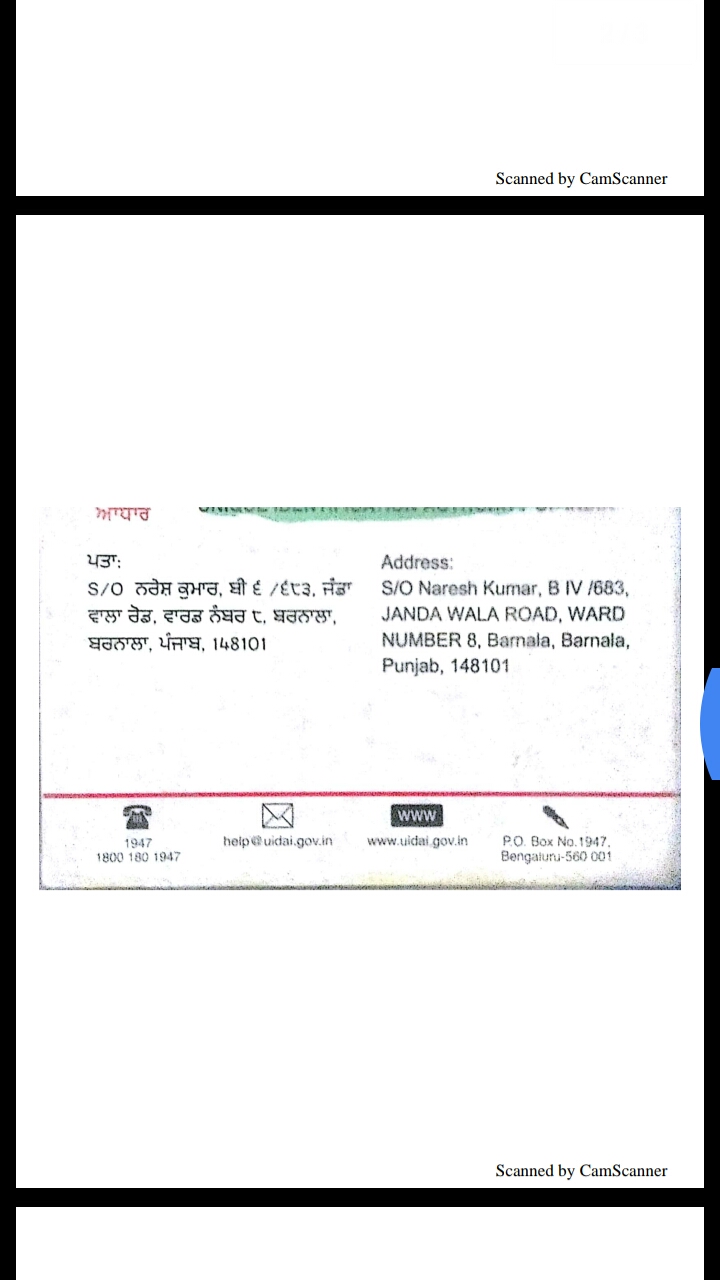 Scanned by CamScanner
ਆਧਾਰ
ਪਤਾ:
S/O ਨਰੇਸ਼ ਕੁਮਾਰ, ਬੀ ੬ /੬੮੩, ਜੰਡਾ
ਵਾਲਾ ਰੋਡ, ਵਾਰਡ ਨੰਬਰ ੮, ਬਰਨਾਲਾ,
ਬਰਨਾਲਾ, ਪੰਜਾਬ, 148101
Address:
S/O Naresh Kumar, B IV /683,
JANDA WALA ROAD, WARD
NUMBER 8, Barnala, Barnala,
Punjab, 148101
1947
1800 180 1947
help@uidai.gov.in
WWW
www.uidai.gov.in
P.O. Box No.1947,
Bengaluru-560 001
Scanned by CamScanner